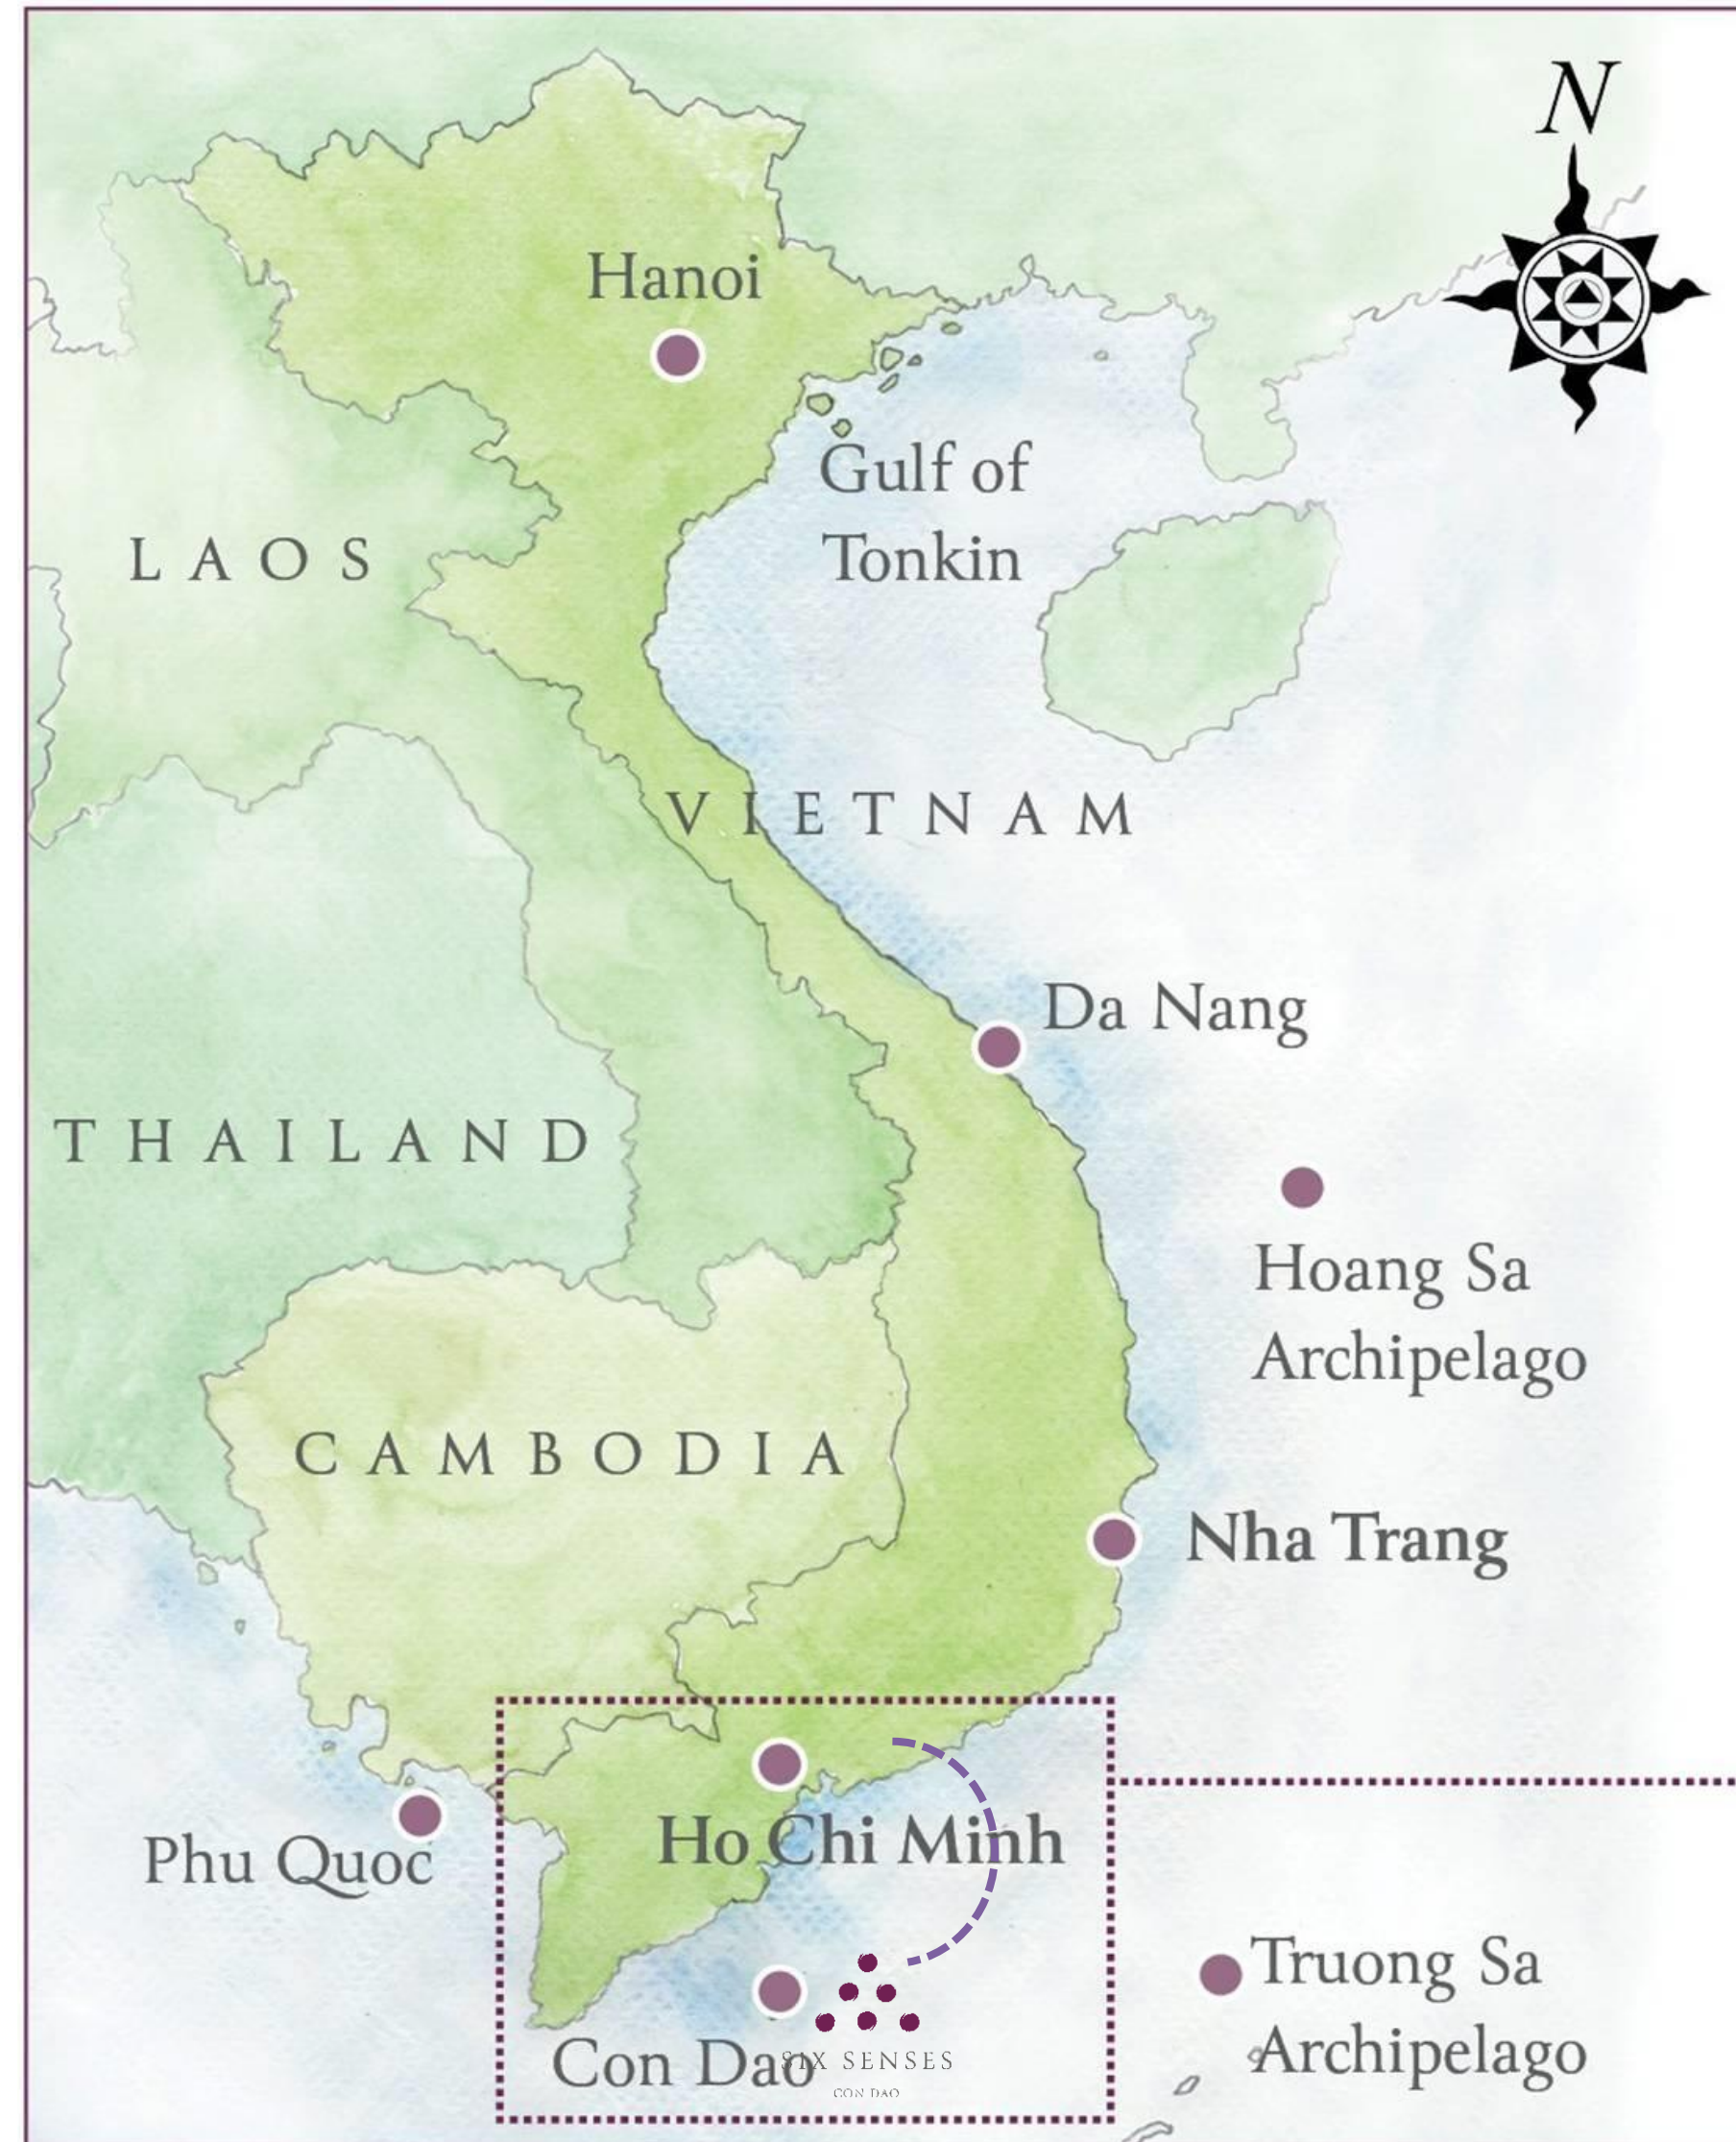 N
Hanoi
Gulf of
Tonkin
LAOS
VIETNAM
Da Nang
THAILAND
Hoang Sa
Archipelago
CAMBODIA
Nha Trang
Ho Chi Minh
Phu Quoc
Truong Sa
Archipelago
Con Dao
SIX SENSES
CON DAO